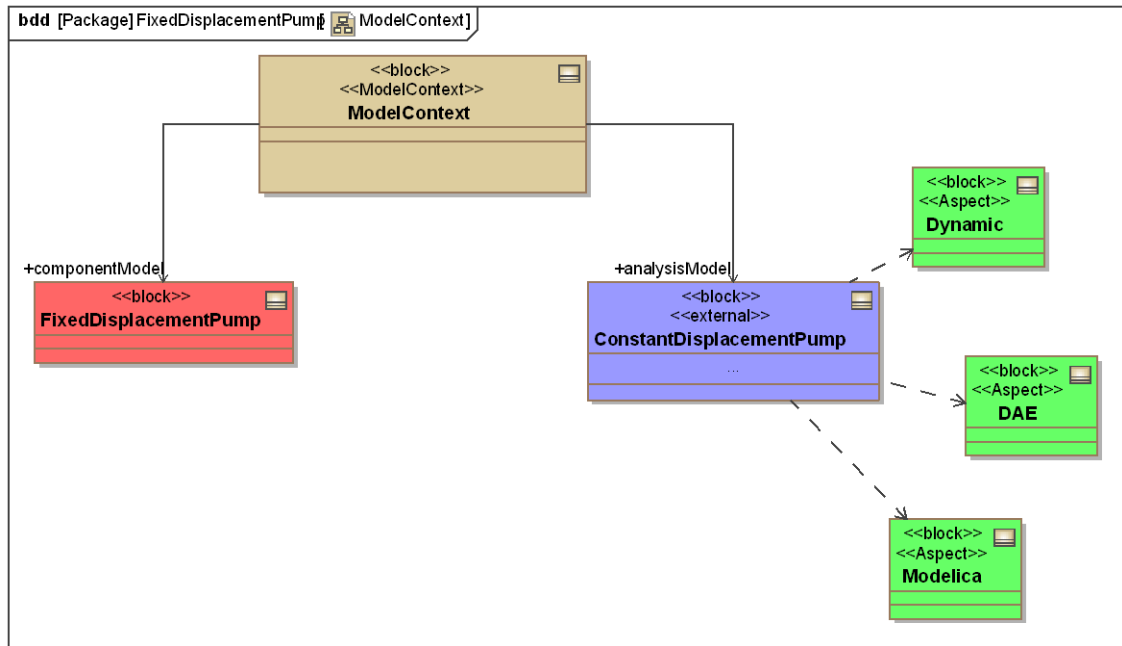 bdd [Package] FixedDisplacementPump[ ModelContext]
<<block>>
<<ModelContext>>
ModelContext
+componentModel
<<block>>
FixedDisplacementPump
+analysisModel
<<block>>
<<external>>
ConstantDisplacementPump
...
<<block>>
<<Aspect>>
Dynamic
<<block>>
<<Aspect>>
DAE
<<block>>
<<Aspect>>
Modelica